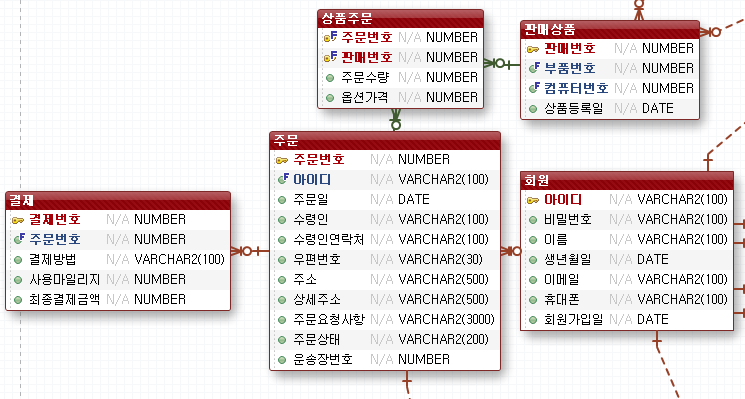 상품주문
주문번호 N/A NUMBER
판매번호 N/A NUMBER
주문수량 N/A NUMBER
옵션가격 N/A NUMBER
판매상품
판매번호 N/A NUMBER
부품번호 N/A NUMBER
컴퓨터번호 N/A NUMBER
상품등록일 N/A DATE
주문
주문번호 N/A NUMBER
아이디 N/A VARCHAR2(100)
주문일 N/A DATE
수령인 N/A VARCHAR2(100)
수령인연락처 N/A VARCHAR2(100)
우편번호 N/A VARCHAR2(30)
주소 N/A VARCHAR2(500)
상세주소 N/A VARCHAR2(500)
주문요청사항 N/A VARCHAR2(3000)
주문상태 N/A VARCHAR2(200)
운송장번호 N/A NUMBER
결제
결제번호 N/A NUMBER
주문번호 N/A NUMBER
결제방법 N/A VARCHAR2(100)
사용마일리지 N/A NUMBER
최종결제금액 N/A NUMBER
회원
아이디 N/A VARCHAR2(100)
비밀번호 N/A VARCHAR2(100)
이름 N/A VARCHAR2(100)
생년월일 N/A DATE
이메일 N/A VARCHAR2(100)
휴대폰 N/A VARCHAR2(100)
회원가입일 N/A DATE